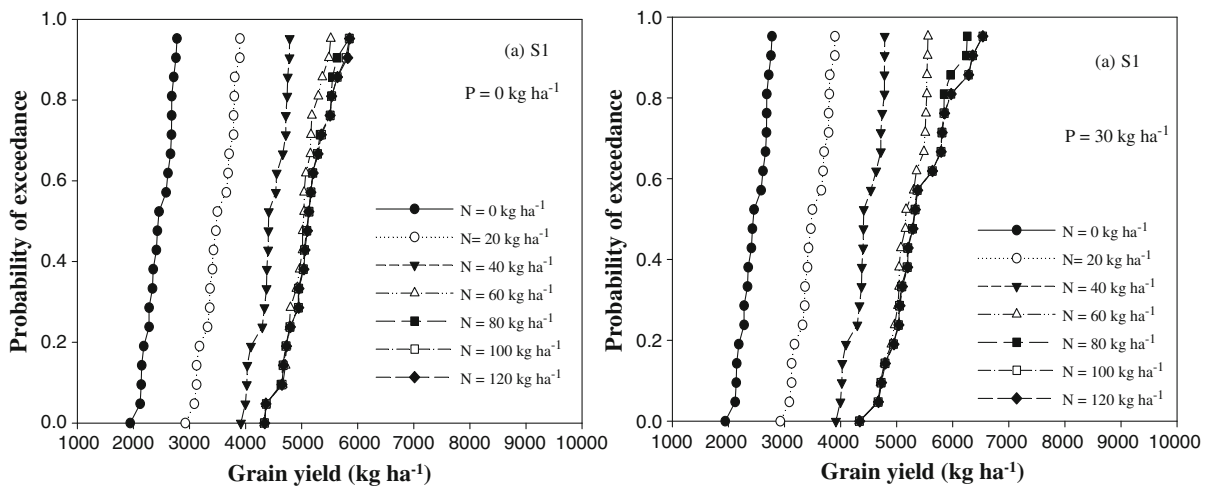 (a) S1
P = 0 kg ha-1
Probability of exceedance
1.0
0.8
0.6
0.4
0.2
0.0
N = 0 kg ha-1
N= 20 kg ha-1
N = 40 kg ha-1
N = 60 kg ha-1
N = 80 kg ha-1
N = 100 kg ha-1
N = 120 kg ha-1
1000 2000 3000 4000 5000 6000 7000 8000 9000 10000
Grain yield (kg ha-1)
(a) S1
P = 30 kg ha-1
Probability of exceedance
1.0
0.8
0.6
0.4
0.2
0.0
N = 0 kg ha-1
N= 20 kg ha-1
N = 40 kg ha-1
N = 60 kg ha-1
N = 80 kg ha-1
N = 100 kg ha-1
N = 120 kg ha-1
1000 2000 3000 4000 5000 6000 7000 8000 9000 10000
Grain yield (kg ha-1)